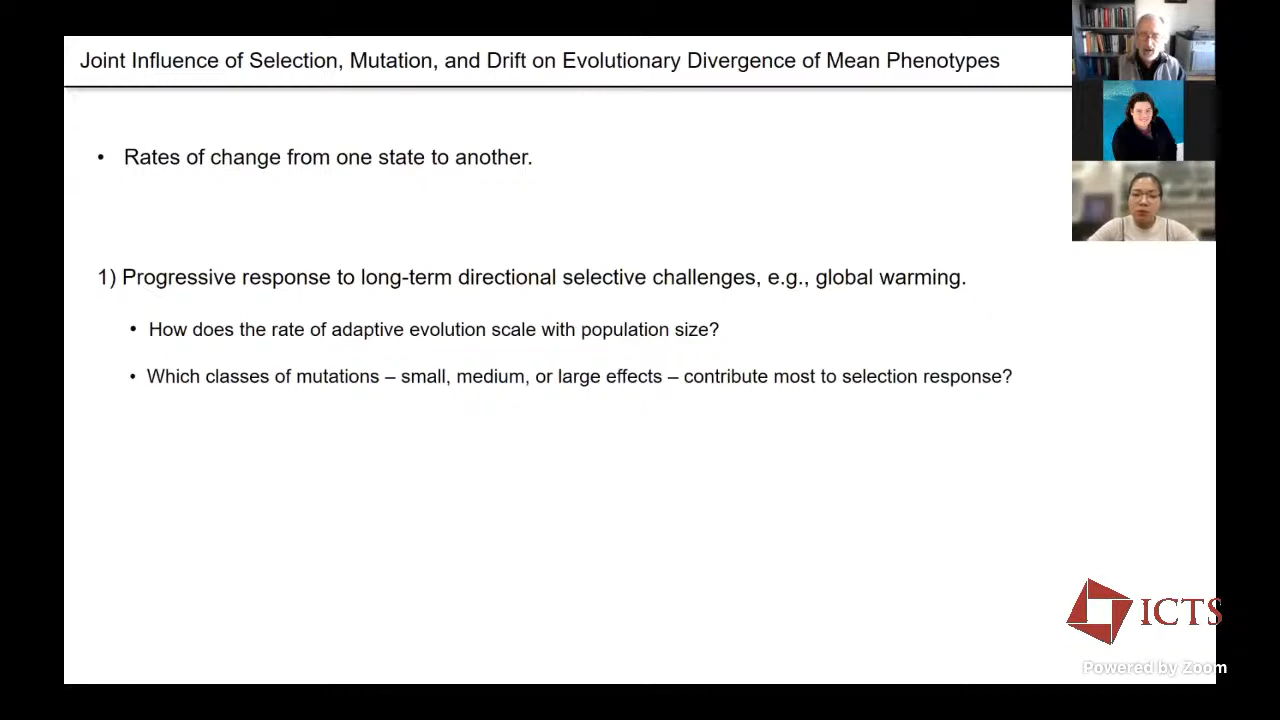 Joint Influence of Selection, Mutation, and Drift on Evolutionary Divergence of Mean Phenotypes
• Rates of change from one state to another.
1) Progressive response to long-term directional selective challenges, e.g., global warming.
• How does the rate of adaptive evolution scale with population size?
• Which classes of mutations – small, medium, or large effects – contribute most to selection response?
ICTS
Powered by Zoom